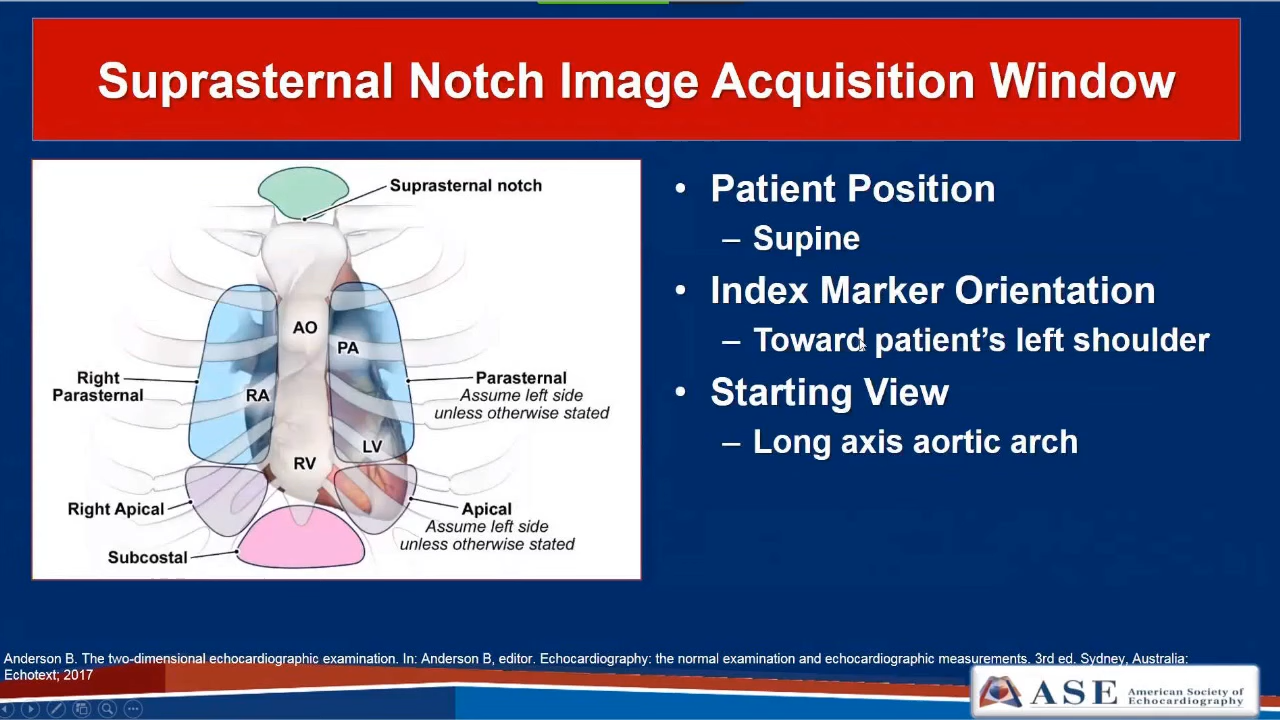 Suprasternal Notch Image Acquisition Window
Suprasternal notch
AO
PA
Right
Parasternal
RA
Parasternal
Assume left side
unless otherwise stated
LV
RV
Right Apical
Apical
Assume left side
unless otherwise stated
Subcostal
• Patient Position
– Supine
• Index Marker Orientation
– Toward patient’s left shoulder
• Starting View
– Long axis aortic arch
Anderson B. The two-dimensional echocardiographic examination. In: Anderson B, editor. Echocardiography: the normal examination and echocardiographic measurements. 3rd ed. Sydney, Australia:
Echotext; 2017
ASE
American Society of
Echocardiography